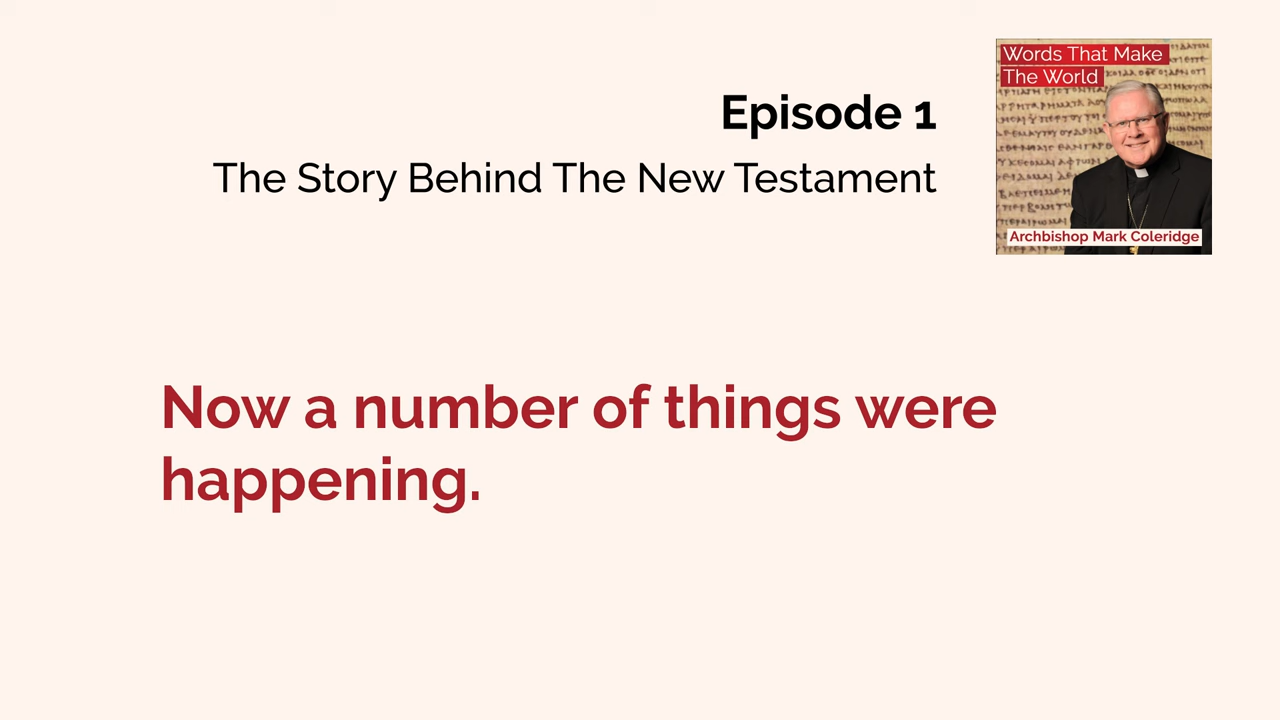 Episode 1
The Story Behind The New Testament
Words That Make
The World
Archbishop Mark Coleridge
Now a number of things were
happening.